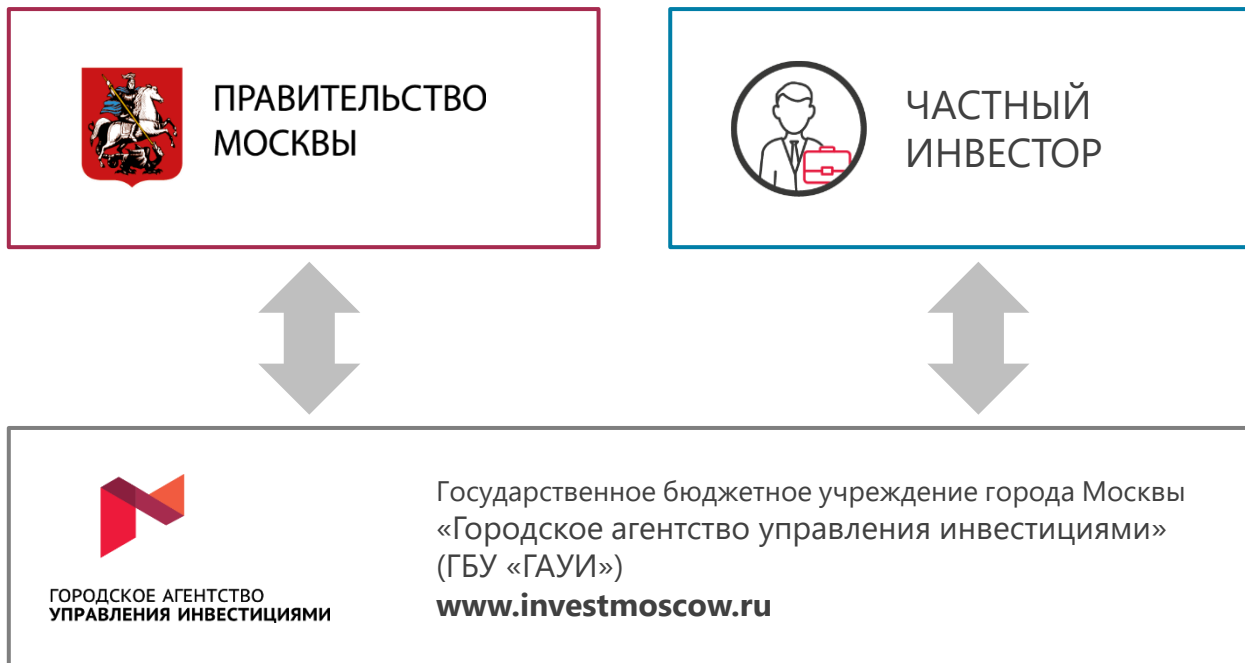 ПРАВИТЕЛЬСТВО
МОСКВЫ
ЧАСТНЫЙ
ИНВЕСТОР
ГОРОДСКОЕ АГЕНТСТВО
УПРАВЛЕНИЯ ИНВЕСТИЦИЯМИ
Государственное бюджетное учреждение города Москвы
«Городское агентство управления инвестициями»
(ГБУ «ГАУИ»)
www.investmoscow.ru